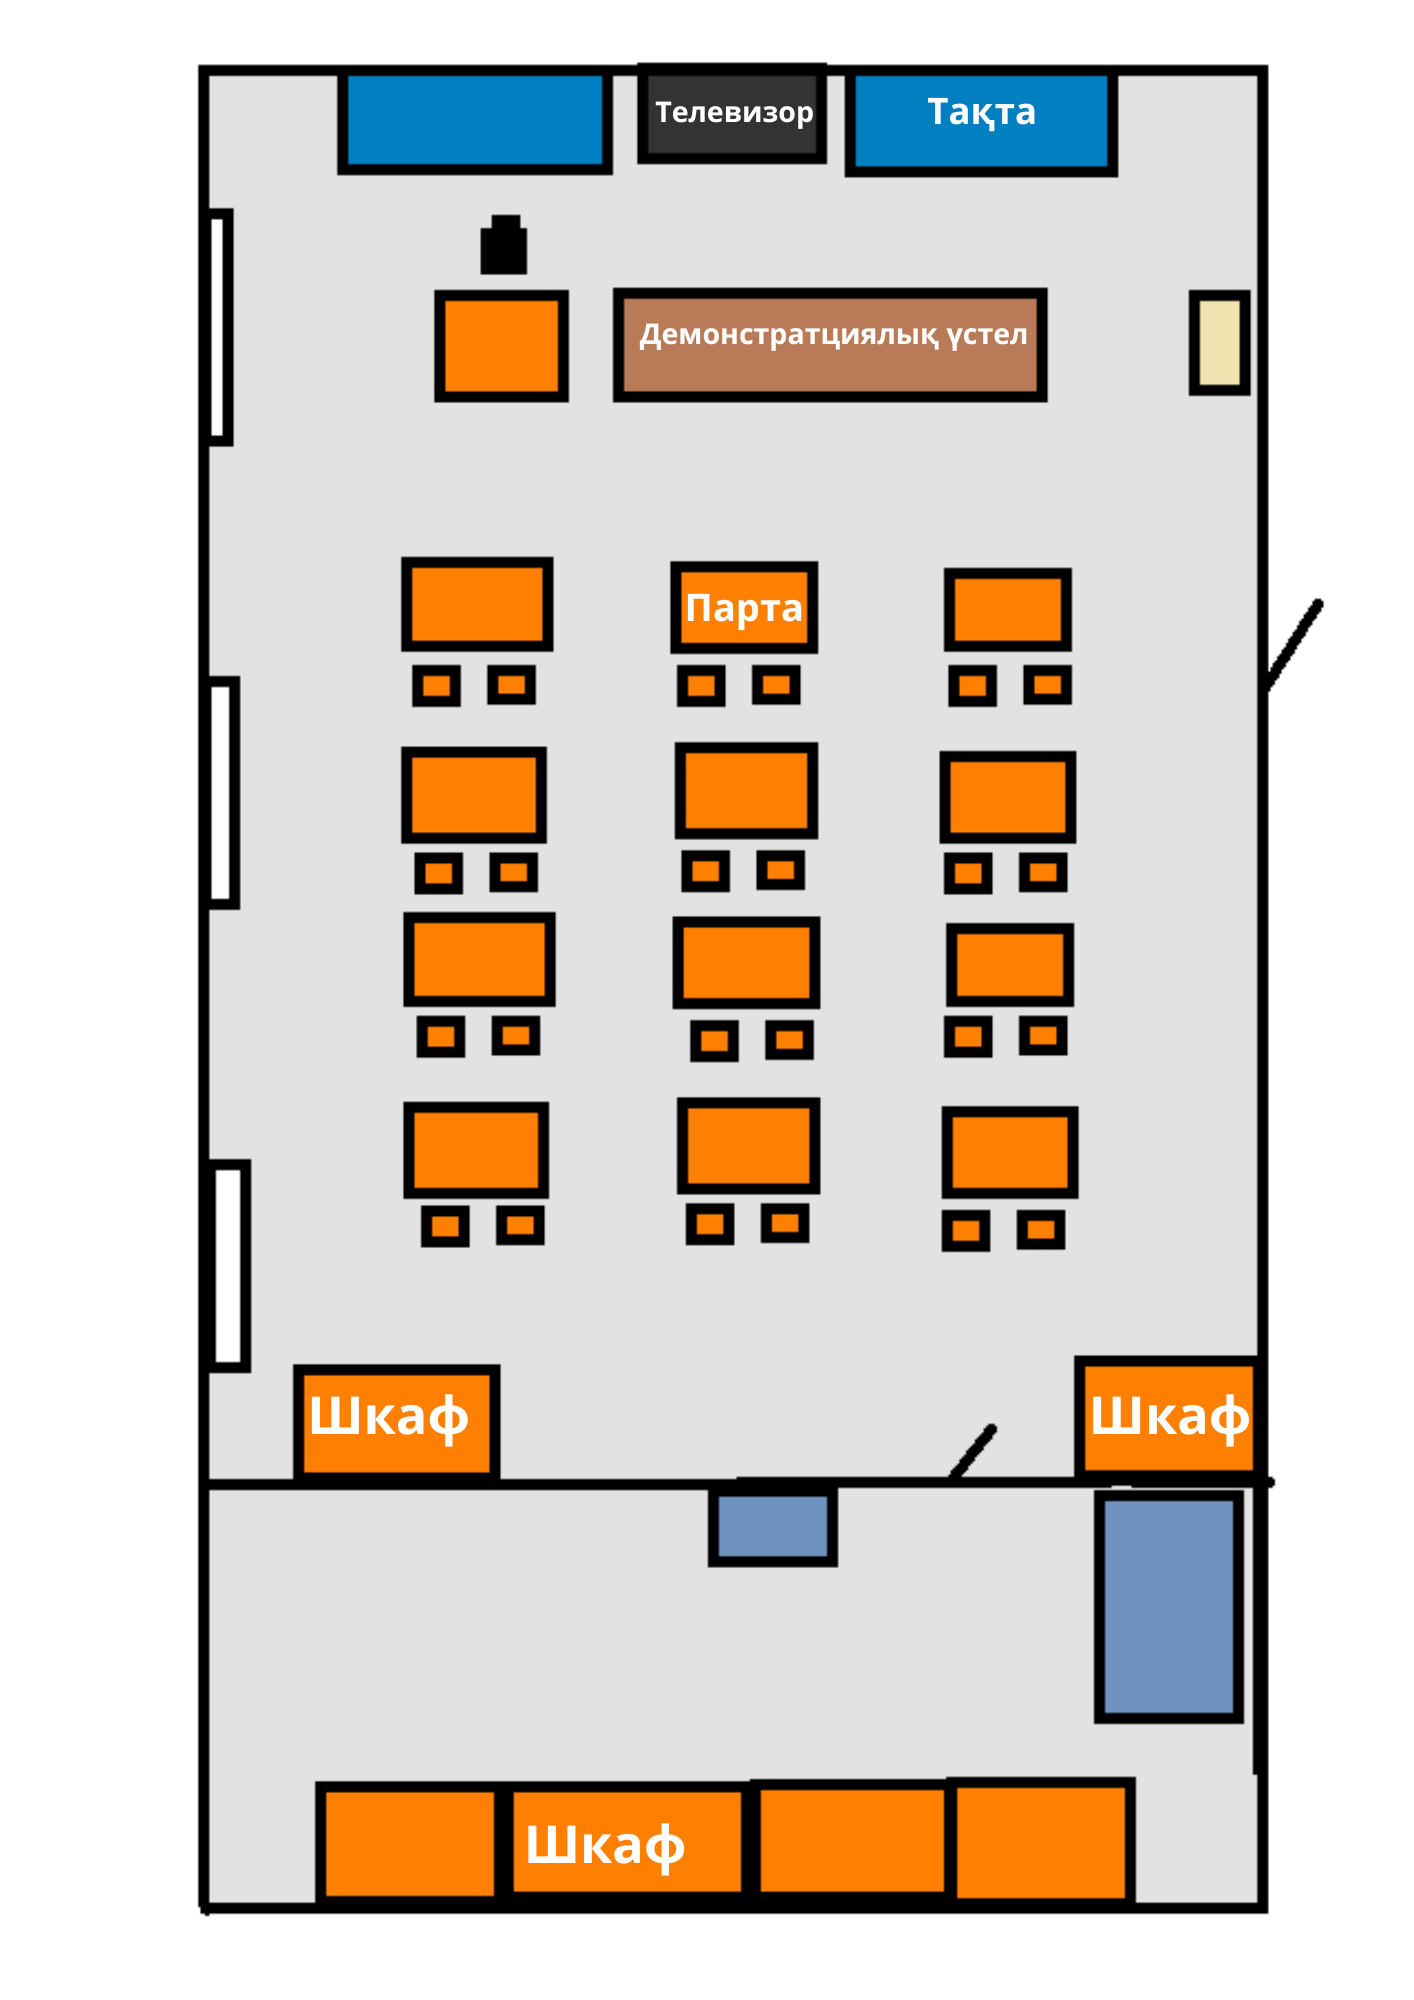 Телевизор
Тақта
Демонстратциялық үстел
Парта
Шкаф
Шкаф
Шкаф